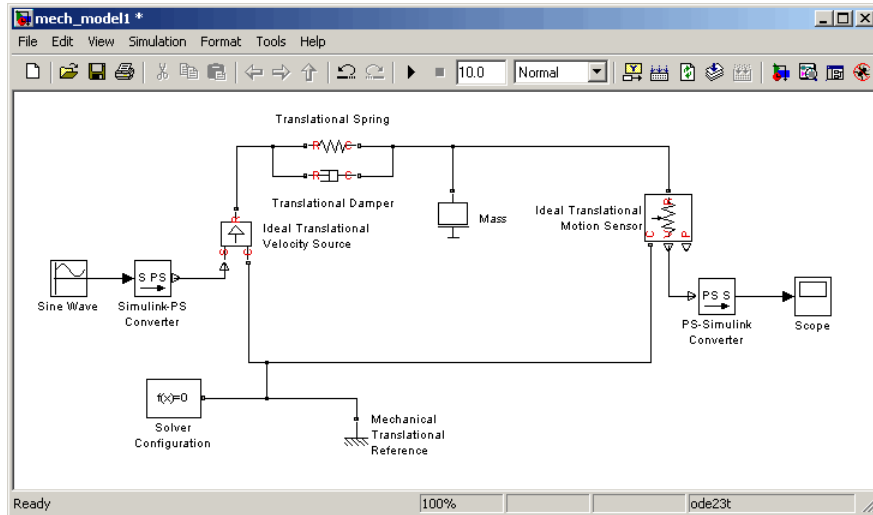 mech_model1 *
File Edit View Simulation Format Tools Help
10.0 Normal
Translational Spring
R C
R C
Translational Damper
Mass
Ideal Translational
Motion Sensor
R
C V P
R
S C
Ideal Translational
Velocity Source
Sine Wave
S PS
Simulink-PS
Converter
PS S
PS-Simulink
Converter
Scope
f(x)=0
Solver
Configuration
Mechanical
Translational
Reference
Ready 100% ode23t